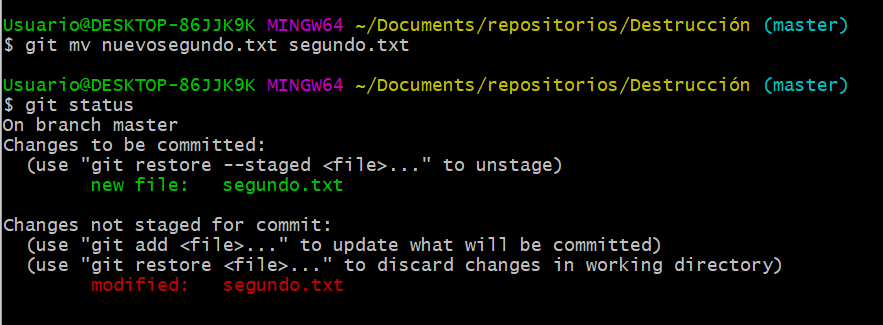 Usuario@DESKTOP-86JJK9K MINGW64 ~/Documents/repositorios/Destrucción (master)
$ git mv nuevosegundo.txt segundo.txt
Usuario@DESKTOP-86JJK9K MINGW64 ~/Documents/repositorios/Destrucción (master)
$ git status
On branch master
Changes to be committed:
  (use "git restore --staged <file>..." to unstage)
        new file:   segundo.txt
Changes not staged for commit:
  (use "git add <file>..." to update what will be committed)
  (use "git restore <file>..." to discard changes in working directory)
        modified:   segundo.txt